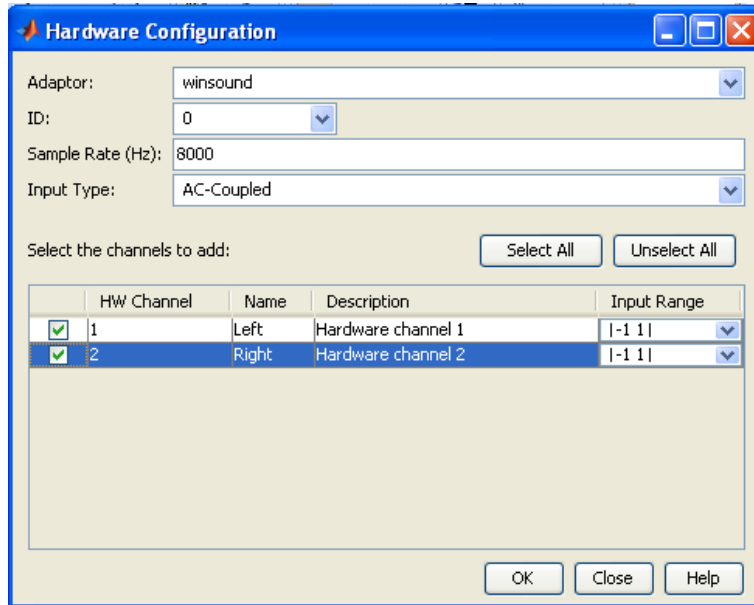 Hardware Configuration
Adaptor: winsound
ID: 0
Sample Rate (Hz): 8000
Input Type: AC-Coupled
Select the channels to add: Select All Unselect All
HW Channel Name Description Input Range
1 Left Hardware channel 1 |-1 1|
2 Right Hardware channel 2 |-1 1|
OK Close Help